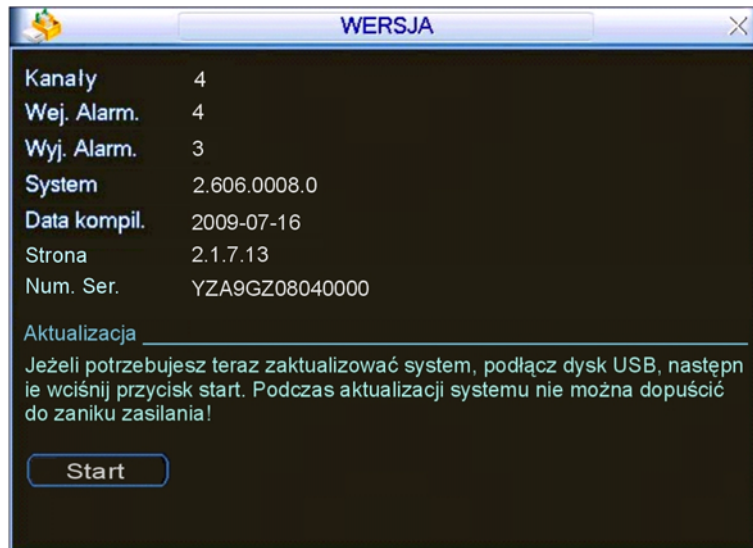 WERSJA
Kanały 4
Wej. Alarm. 4
Wyj. Alarm. 3
System 2.606.0008.0
Data kompil. 2009-07-16
Strona 2.1.7.13
Num. Ser. YZA9GZ08040000
Aktualizacja
Jeżeli potrzebujesz teraz zaktualizować system, podłącz dysk USB, następn
ie wciśnij przycisk start. Podczas aktualizacji systemu nie można dopuścić
do zaniku zasilania!
Start